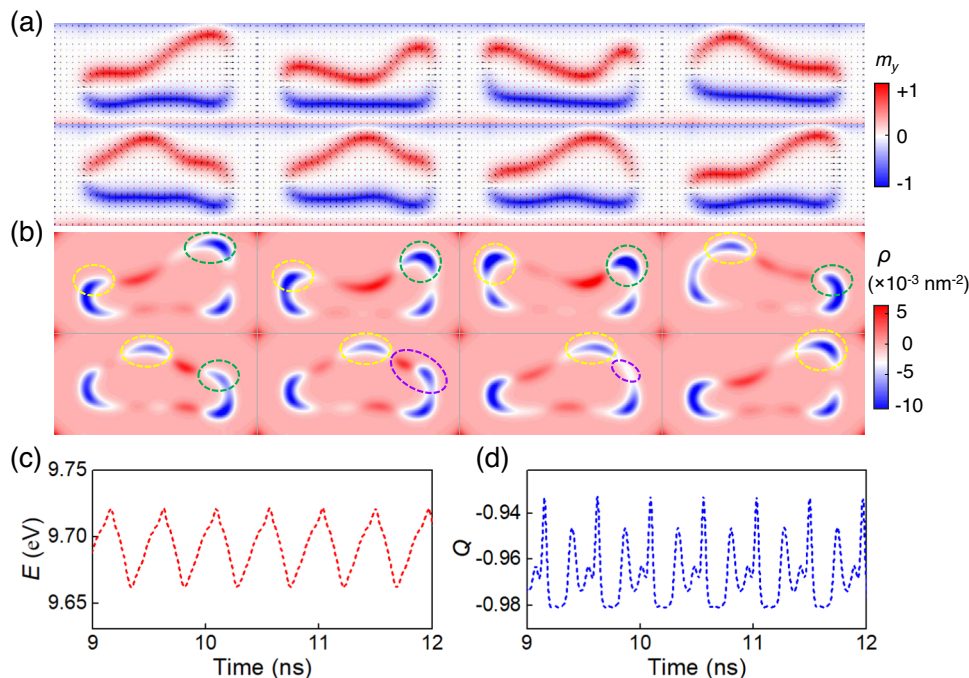 (a)
m_y
+1
0
-1
(b)
ρ
(×10⁻³ nm⁻²)
5
0
-5
-10
(c)
E (eV)
9.75
9.70
9.65
9 10 11 12
Time (ns)
(d)
Q
-0.94
-0.96
-0.98
9 10 11 12
Time (ns)